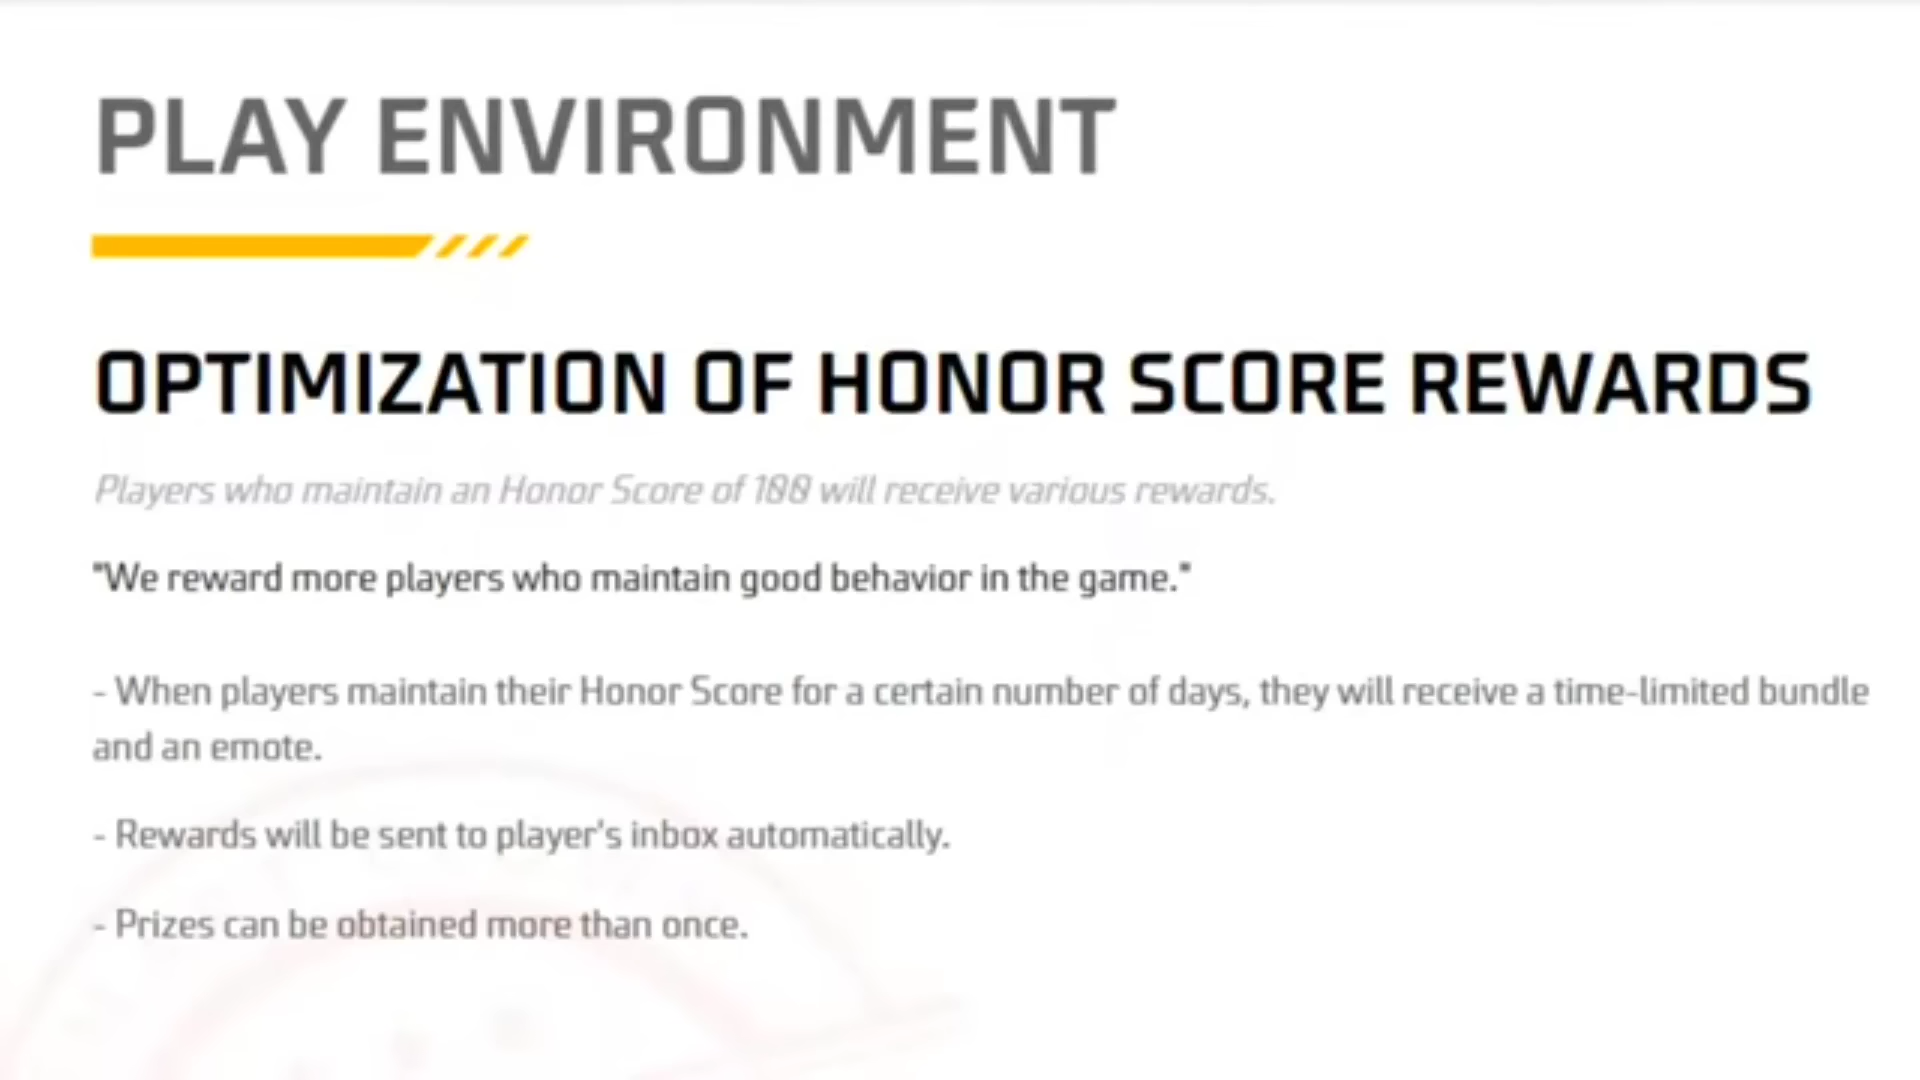 PLAY ENVIRONMENT
OPTIMIZATION OF HONOR SCORE REWARDS
Players who maintain an Honor Score of 100 will receive various rewards.
"We reward more players who maintain good behavior in the game."
- When players maintain their Honor Score for a certain number of days, they will receive a time-limited bundle
and an emote.
- Rewards will be sent to player's inbox automatically.
- Prizes can be obtained more than once.